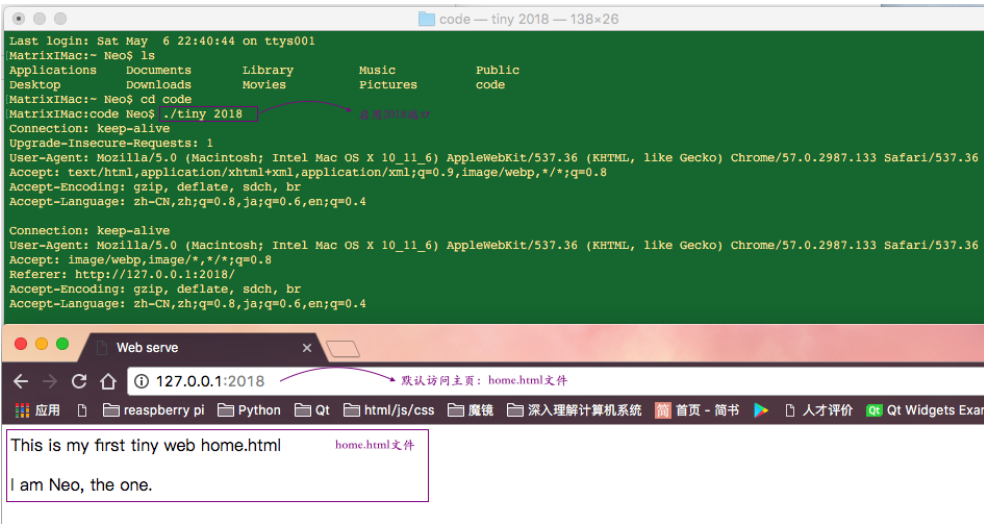 code — tiny 2018 — 138×26
Last login: Sat May  6 22:40:44 on ttys001
[MatrixIMac:~ Neo$ ls
Applications    Documents       Library         Music           Public
Desktop         Downloads       Movies          Pictures        code
[MatrixIMac:~ Neo$ cd code
[MatrixIMac:code Neo$ ./tiny 2018
Connection: keep-alive
Upgrade-Insecure-Requests: 1
User-Agent: Mozilla/5.0 (Macintosh; Intel Mac OS X 10_11_6) AppleWebKit/537.36 (KHTML, like Gecko) Chrome/57.0.2987.133 Safari/537.36
Accept: text/html,application/xhtml+xml,application/xml;q=0.9,image/webp,*/*;q=0.8
Accept-Encoding: gzip, deflate, sdch, br
Accept-Language: zh-CN,zh;q=0.8,ja;q=0.6,en;q=0.4
Connection: keep-alive
User-Agent: Mozilla/5.0 (Macintosh; Intel Mac OS X 10_11_6) AppleWebKit/537.36 (KHTML, like Gecko) Chrome/57.0.2987.133 Safari/537.36
Accept: image/webp,image/*,*/*;q=0.8
Referer: http://127.0.0.1:2018/
Accept-Encoding: gzip, deflate, sdch, br
Accept-Language: zh-CN,zh;q=0.8,ja;q=0.6,en;q=0.4
Web serve
127.0.0.1:2018 默认访问主页：home.html文件
应用 reaspberry pi Python Qt html/js/css 魔镜 深入理解计算机系统 简 首页 - 简书 人才评价 Qt Qt Widgets Exar
This is my first tiny web home.html home.html文件
I am Neo, the one.